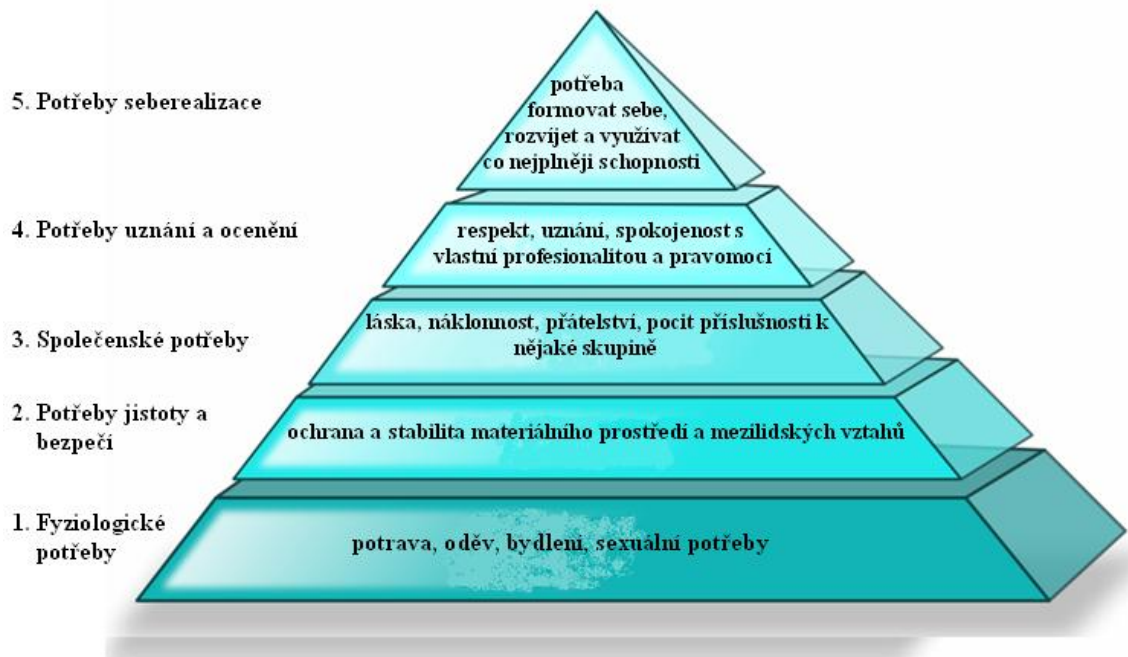 5. Potřeby seberealizace
potřeba
formovat sebe,
rozvíjet a využívat
co nejplněji schopnosti
4. Potřeby uznání a ocenění
respekt, uznání, spokojenost s
vlastní profesionalitou a pravomocí
3. Společenské potřeby
láska, náklonnost, přátelství, pocit příslušnosti k
nějaké skupině
2. Potřeby jistoty a
bezpečí
ochrana a stabilita materiálního prostředí a mezilidských vztahů
1. Fyziologické
potřeby
potrava, oděv, bydlení, sexuální potřeby